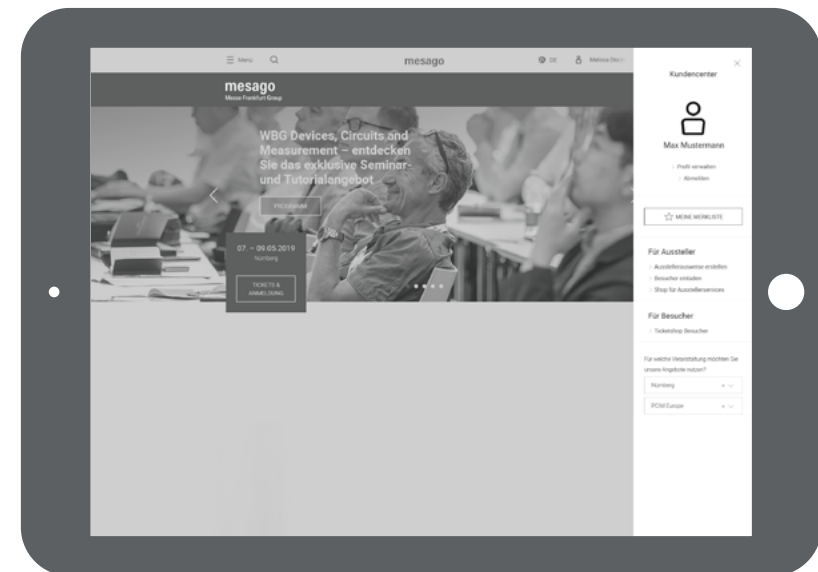 Menü
mesago
DE
mesago
Messe Frankfurt Group
WBG Devices, Circuits and
Measurement – entdecken
Sie das exklusive Seminar-
und Tutorialangebot
PROGRAMM
07. – 09.05.2019
Nürnberg
TICKETS &
ANMELDUNG
Kundencenter
Max Mustermann
Profil verwalten
Abmelden
MEINE MERKLISTE
Für Aussteller
Ausstellerausweise erstellen
Besucher einladen
Shop für Ausstellerservices
Für Besucher
Ticketshop Besucher
Für welche Veranstaltung möchten Sie
unsere Angebote nutzen?
Nürnberg
PCIM Europe